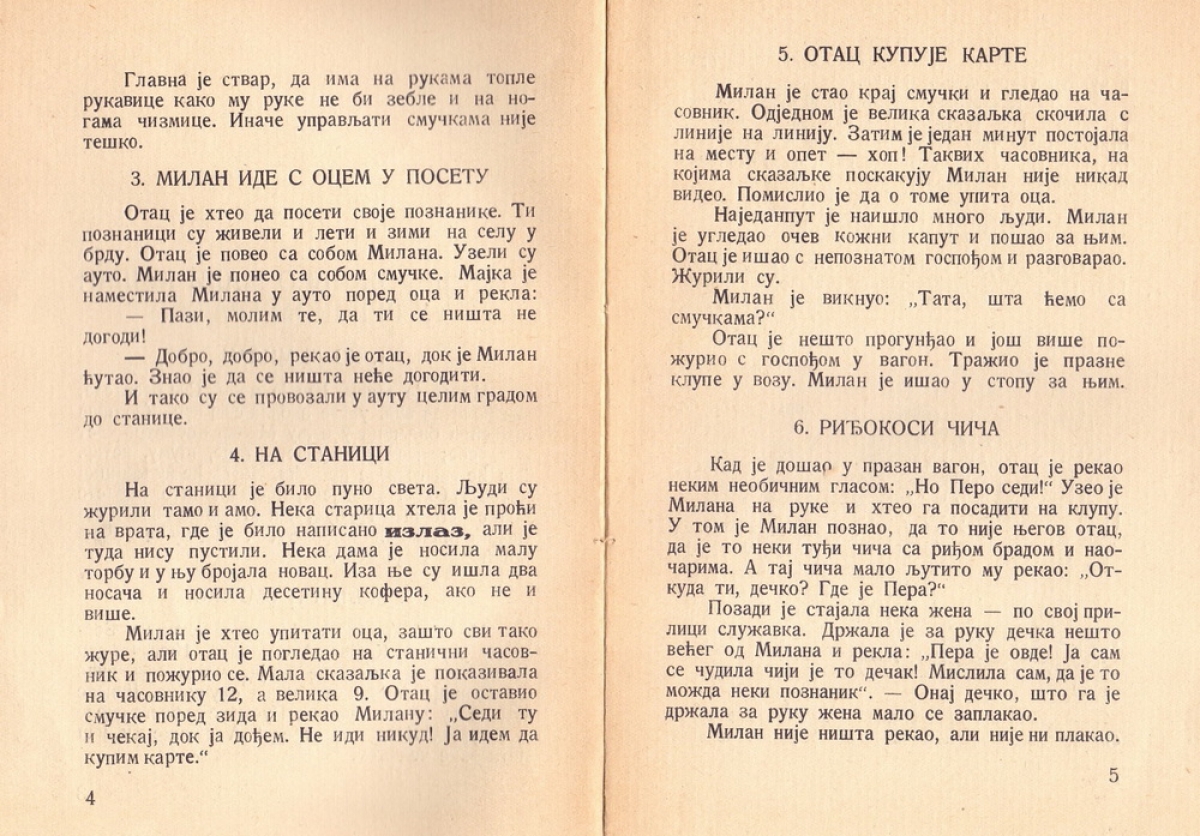 Главна је ствар, да има на рукама топле
рукавице како му руке не би зебле и на но-
гама чизмице. Иначе управљати смучкама није
тешко.
3. МИЛАН ИДЕ С ОЦЕМ У ПОСЕТУ
Отац је хтео да посети своје познанике. Ти
познаници су живели и лети и зими на селу у
брду. Отац је повео са собом Милана. Узели су
ауто. Милан је понео са собом смучке. Мајка је
наместила Милана у ауто поред оца и рекла:
— Пази, молим те, да ти се ништа не
догоди!
— Добро, добро, рекао је отац, док је Милан
ћутао. Знао је да се ништа неће догодити.
И тако су се провозали у ауту целим градом
до станице.
4. НА СТАНИЦИ
На станици је било пуно света. Људи су
журили тамо и амо. Нека старица хтела је проћи
на врата, где је било написано излаз, али је
туда нису пустили. Нека дама је носила малу
торбу и у њу бројала новац. Иза ње су ишла два
носача и носила десетину кофера, ако не и
више.
Милан је хтео упитати оца, зашто сви тако
журе, али отац је погледао на станични часов-
ник и пожурио се. Мала сказаљка је показивала
на часовнику 12, а велика 9. Отац је оставио
смучке поред зида и рекао Милану: „Седи ту
и чекај, док ја дођем. Не иди никуд! Ја идем да
купим карте.“
4
5. ОТАЦ КУПУЈЕ КАРТЕ
Милан је стао крај смучки и гледао на ча-
совник. Одједном је велика сказаљка скочила с
линије на линију. Затим је један минут постојала
на месту и опет — хоп! Таквих часовника, на
којима сказаљке поскакују Милан није никад
видео. Помислио је да о томе упита оца.
Наједанпут је наишло много људи. Милан
је угледао очев кожни капут и пошао за њим.
Отац је ишао с непознатом госпођом и разговарао.
Журили су.
Милан је викнуо: „Тата, шта ћемо са
смучкама?“
Отац је нешто прогунђао и још више по-
журио с госпођом у вагон. Тражио је празне
клупе у возу. Милан је ишао у стопу за њим.
6. РИЂОКОСИ ЧИЧА
Кад је дошао у празан вагон, отац је рекао
неким необичним гласом: „Но Перо седи!“ Узео је
Милана на руке и хтео га посадити на клупу.
У том је Милан познао, да то није његов отац,
да је то неки туђи чича са риђом брадом и нао-
чарима. А тај чича мало љутито му рекао: „От-
куда ти, дечко? Где је Пера?“
Позади је стајала нека жена — по свој при-
лици служавка. Држала је за руку дечка нешто
већег од Милана и рекла: „Пера је овде! Ја сам
се чудила чији је то дечак! Мислила сам, да је то
можда неки познаник“. — Онај дечко, што га је
држала за руку жена мало се заплакао.
Милан није ништа рекао, али није ни плакао.
5